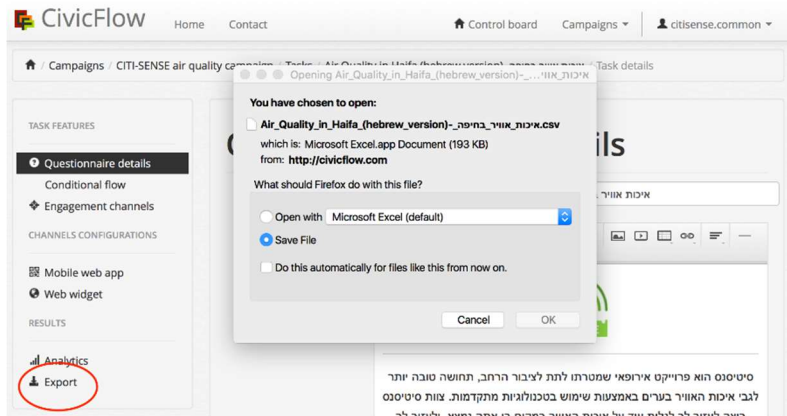 CivicFlow
Home
Contact
Control board
Campaigns
citisense.common
/ Campaigns / CITI-SENSE air quality campaign / Tasks / Air Quality in Haifa (hebrew version)- איכות אוויר בחיפה / Task details
Opening Air_Quality_in_Haifa_(hebrew_version)-_...איכות_אווי
You have chosen to open:
Air_Quality_in_Haifa_(hebrew_version)-_איכות_אוויר_בחיפה.csv
which is: Microsoft Excel.app Document (193 KB)
from: http://civicflow.com
What should Firefox do with this file?
Open with
Microsoft Excel (default)
Save File
Do this automatically for files like this from now on.
Cancel
OK
TASK FEATURES
Questionnaire details
Conditional flow
Engagement channels
CHANNELS CONFIGURATIONS
Mobile web app
Web widget
RESULTS
Analytics
Export
ils
איכות אוויר
סיטיסנס הוא פרוייקט אירופאי שמטרתו לתת לציבור הרחב, תחושה טובה יותר
לגבי איכות האוויר בערים באמצעות שימוש בטכנולוגיות מתקדמות. צוות סיטיסנס